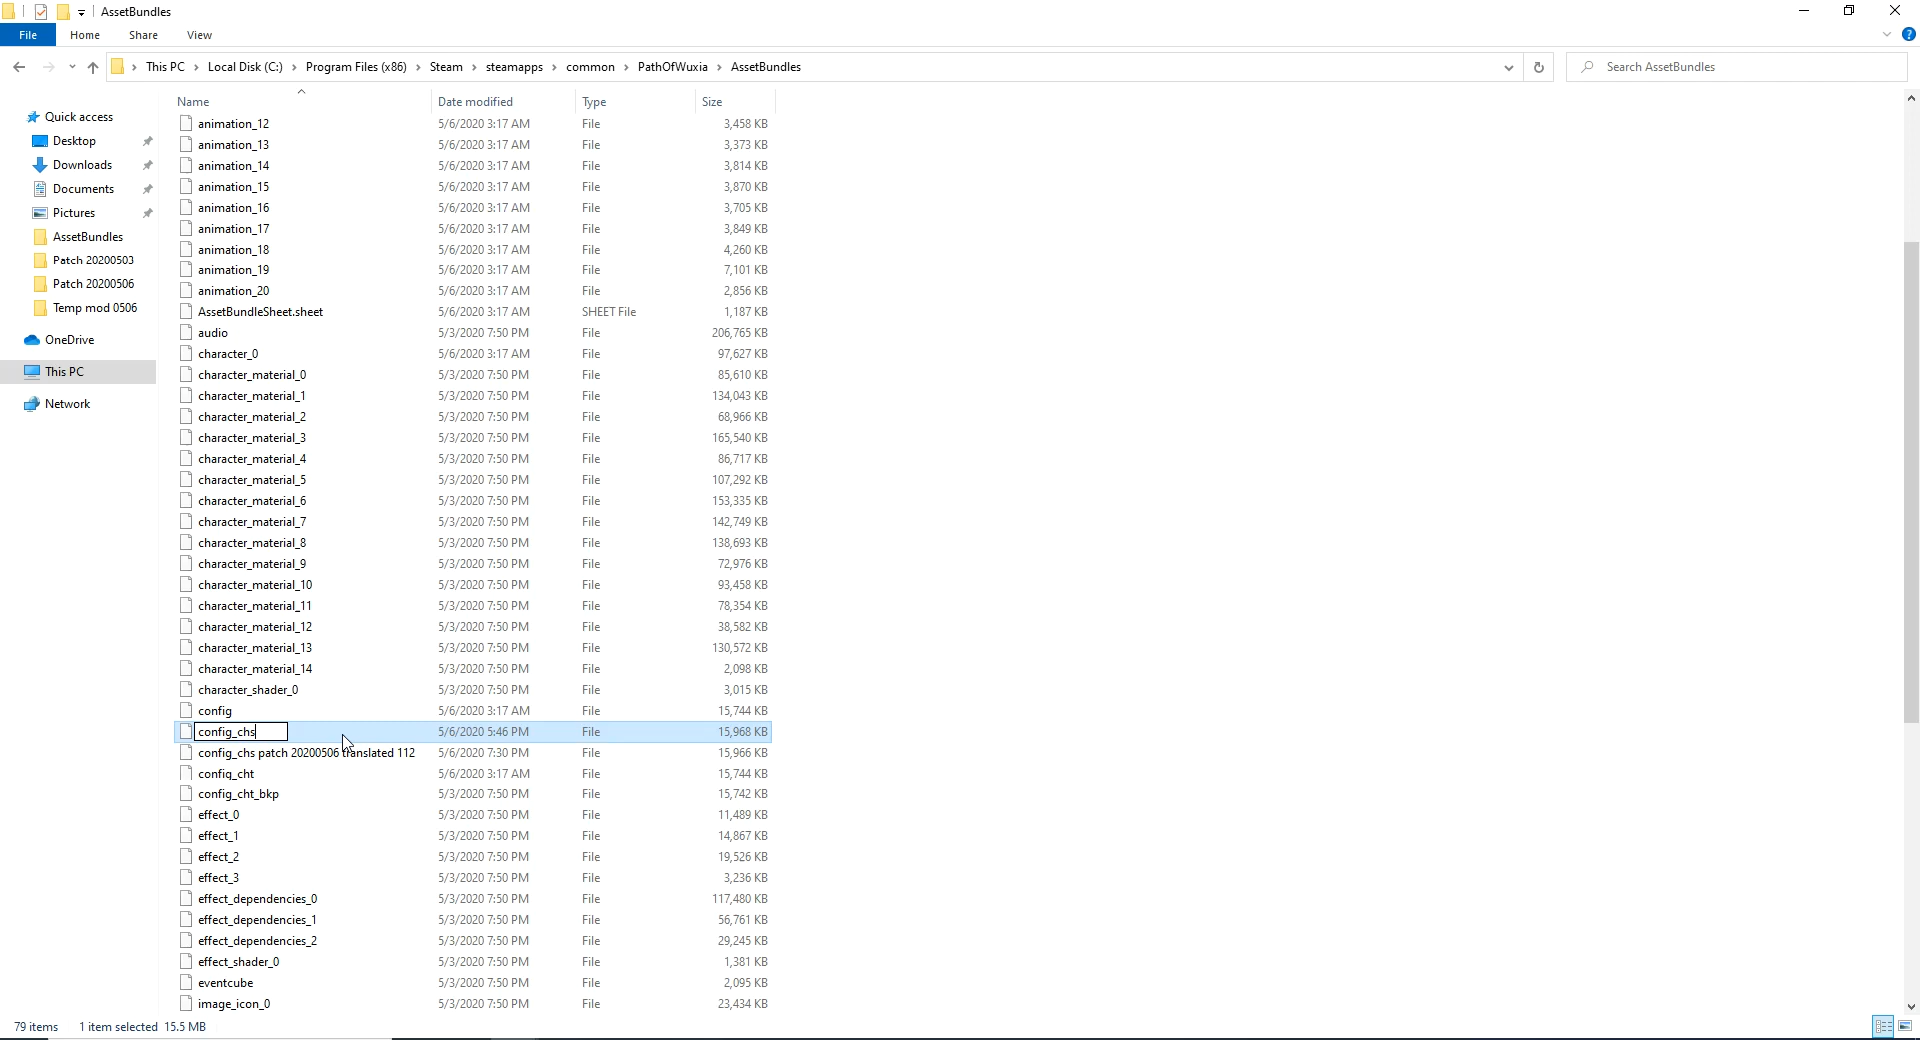 AssetBundles
File Home Share View
This PC Local Disk (C:) Program Files (x86) Steam steamapps common PathOfWuxia AssetBundles Search AssetBundles
Quick access
Desktop
Downloads
Documents
Pictures
AssetBundles
Patch 20200503
Patch 20200506
Temp mod 0506
OneDrive
This PC
Network
Name Date modified Type Size
animation_12 5/6/2020 3:17 AM File 3,458 KB
animation_13 5/6/2020 3:17 AM File 3,373 KB
animation_14 5/6/2020 3:17 AM File 3,814 KB
animation_15 5/6/2020 3:17 AM File 3,870 KB
animation_16 5/6/2020 3:17 AM File 3,705 KB
animation_17 5/6/2020 3:17 AM File 3,849 KB
animation_18 5/6/2020 3:17 AM File 4,260 KB
animation_19 5/6/2020 3:17 AM File 7,101 KB
animation_20 5/6/2020 3:17 AM File 2,856 KB
AssetBundleSheet.sheet 5/6/2020 3:17 AM SHEET File 1,187 KB
audio 5/3/2020 7:50 PM File 206,765 KB
character_0 5/6/2020 3:17 AM File 97,627 KB
character_material_0 5/3/2020 7:50 PM File 85,610 KB
character_material_1 5/3/2020 7:50 PM File 134,043 KB
character_material_2 5/3/2020 7:50 PM File 68,966 KB
character_material_3 5/3/2020 7:50 PM File 165,540 KB
character_material_4 5/3/2020 7:50 PM File 86,717 KB
character_material_5 5/3/2020 7:50 PM File 107,292 KB
character_material_6 5/3/2020 7:50 PM File 153,335 KB
character_material_7 5/3/2020 7:50 PM File 142,749 KB
character_material_8 5/3/2020 7:50 PM File 138,693 KB
character_material_9 5/3/2020 7:50 PM File 72,976 KB
character_material_10 5/3/2020 7:50 PM File 93,458 KB
character_material_11 5/3/2020 7:50 PM File 78,354 KB
character_material_12 5/3/2020 7:50 PM File 38,582 KB
character_material_13 5/3/2020 7:50 PM File 130,572 KB
character_material_14 5/3/2020 7:50 PM File 2,098 KB
character_shader_0 5/3/2020 7:50 PM File 3,015 KB
config 5/6/2020 3:17 AM File 15,744 KB
config_chs 5/6/2020 5:46 PM File 15,968 KB
config_chs patch 20200506 translated 112 5/6/2020 7:30 PM File 15,966 KB
config_cht 5/6/2020 3:17 AM File 15,744 KB
config_cht_bkp 5/3/2020 7:50 PM File 15,742 KB
effect_0 5/3/2020 7:50 PM File 11,489 KB
effect_1 5/3/2020 7:50 PM File 14,867 KB
effect_2 5/3/2020 7:50 PM File 19,526 KB
effect_3 5/3/2020 7:50 PM File 3,236 KB
effect_dependencies_0 5/3/2020 7:50 PM File 117,480 KB
effect_dependencies_1 5/3/2020 7:50 PM File 56,761 KB
effect_dependencies_2 5/3/2020 7:50 PM File 29,245 KB
effect_shader_0 5/3/2020 7:50 PM File 1,381 KB
eventcube 5/3/2020 7:50 PM File 2,095 KB
image_icon_0 5/3/2020 7:50 PM File 23,434 KB
79 items 1 item selected 15.5 MB